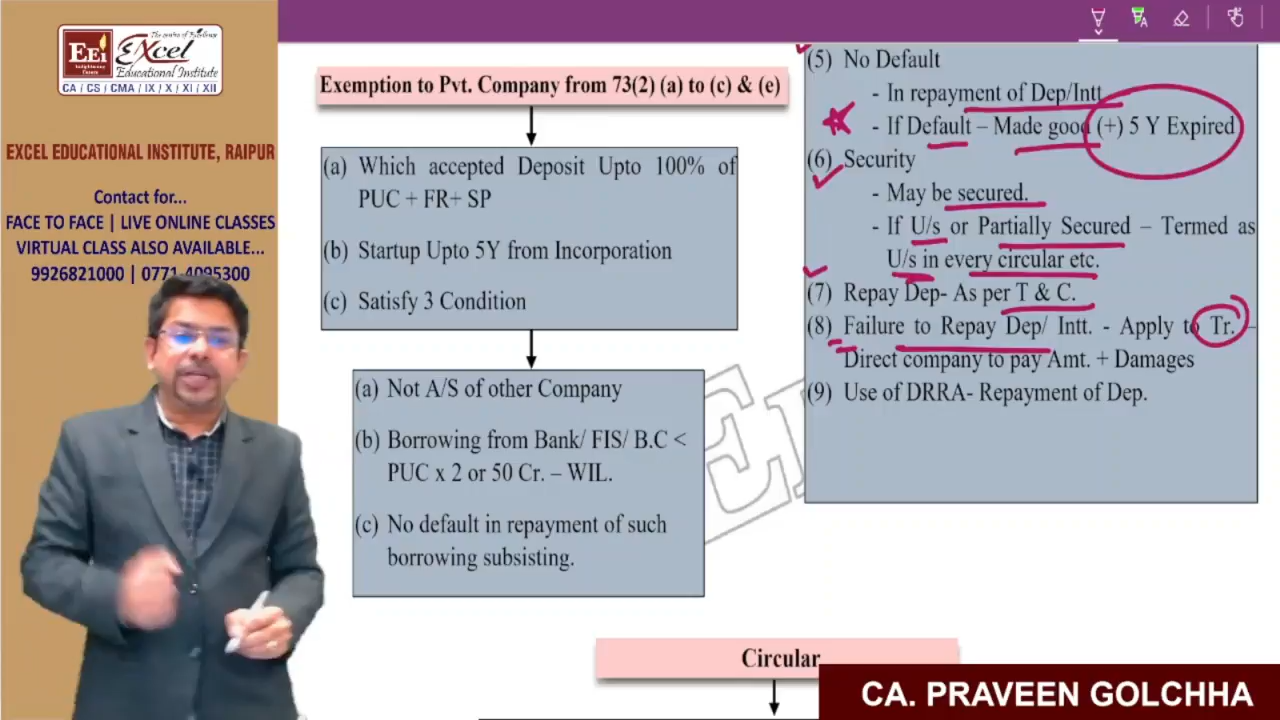 EEi
The centre of Excellence
Excel
Educational Institute
CA / CS / CMA / IX / X / XI / XII
EXCEL EDUCATIONAL INSTITUTE, RAIPUR
Contact for...
FACE TO FACE | LIVE ONLINE CLASSES
VIRTUAL CLASS ALSO AVAILABLE...
9926821000 | 0771-4095300
Exemption to Pvt. Company from 73(2) (a) to (c) & (e)
(a) Which accepted Deposit Upto 100% of
PUC + FR+ SP
(b) Startup Upto 5Y from Incorporation
(c) Satisfy 3 Condition
(a) Not A/S of other Company
(b) Borrowing from Bank/ FIS/ B.C <
PUC x 2 or 50 Cr. – WIL.
(c) No default in repayment of such
borrowing subsisting.
(5) No Default
- In repayment of Dep/Intt
- If Default – Made good (+) 5 Y Expired
(6) Security
- May be secured.
- If U/s or Partially Secured – Termed as
U/s in every circular etc.
(7) Repay Dep- As per T & C.
(8) Failure to Repay Dep/ Intt. - Apply to Tr. –
Direct company to pay Amt. + Damages
(9) Use of DRRA- Repayment of Dep.
Circular
CA. PRAVEEN GOLCHHA